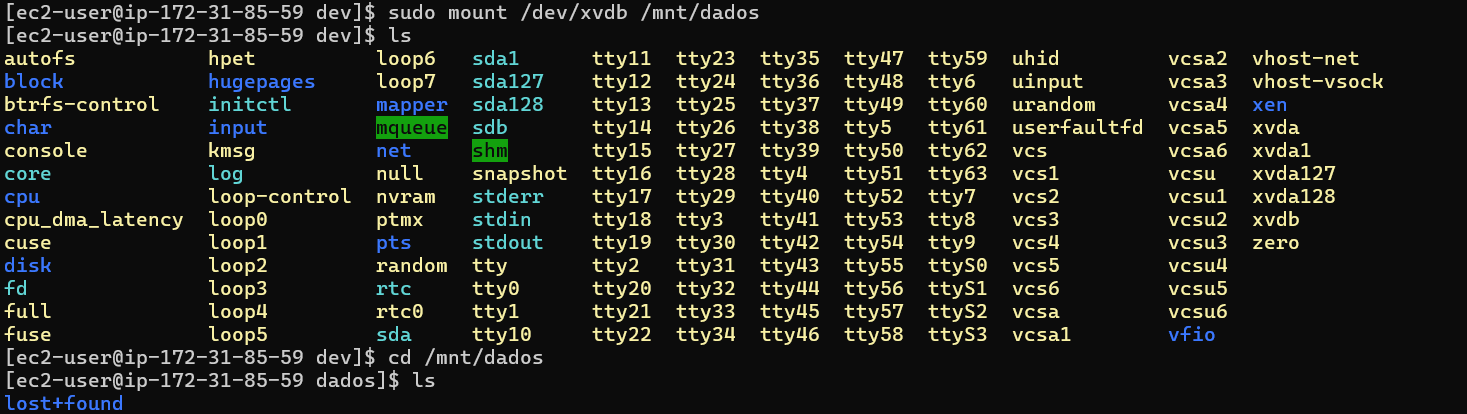 [ec2-user@ip-172-31-85-59 dev]$ sudo mount /dev/xvdb /mnt/dados
[ec2-user@ip-172-31-85-59 dev]$ ls
autofs hpet loop6 sda1 tty11 tty23 tty35 tty47 tty59 uhid vcsa2 vhost-net
block hugepages loop7 sda127 tty12 tty24 tty36 tty48 tty6 uinput vcsa3 vhost-vsock
btrfs-control initctl mapper sda128 tty13 tty25 tty37 tty49 tty60 urandom vcsa4 xen
char input mqueue sdb tty14 tty26 tty38 tty5 tty61 userfaultfd vcsa5 xvda
console kmsg net shm tty15 tty27 tty39 tty50 tty62 vcs vcsa6 xvda1
core log null snapshot tty16 tty28 tty4 tty51 tty63 vcs1 vcsu xvda127
cpu loop-control nvram stderr tty17 tty29 tty40 tty52 tty7 vcs2 vcsu1 xvda128
cpu_dma_latency loop0 ptmx stdin tty18 tty3 tty41 tty53 tty8 vcs3 vcsu2 xvdb
cuse loop1 pts stdout tty19 tty30 tty42 tty54 tty9 vcs4 vcsu3 zero
disk loop2 random tty tty2 tty31 tty43 tty55 ttyS0 vcs5 vcsu4
fd loop3 rtc tty0 tty20 tty32 tty44 tty56 ttyS1 vcs6 vcsu5
full loop4 rtc0 tty1 tty21 tty33 tty45 tty57 ttyS2 vcsa vcsu6
fuse loop5 sda tty10 tty22 tty34 tty46 tty58 ttyS3 vcsa1 vfio
[ec2-user@ip-172-31-85-59 dev]$ cd /mnt/dados
[ec2-user@ip-172-31-85-59 dados]$ ls
lost+found